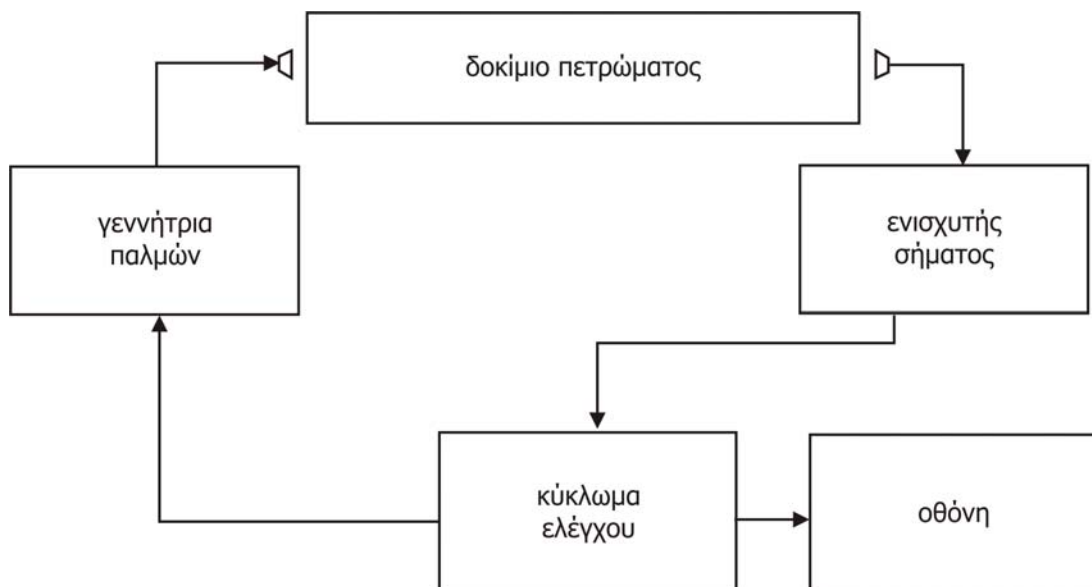 δοκίμιο πετρώματος
γεννήτρια
παλμών
ενισχυτής
σήματος
κύκλωμα
ελέγχου
οθόνη